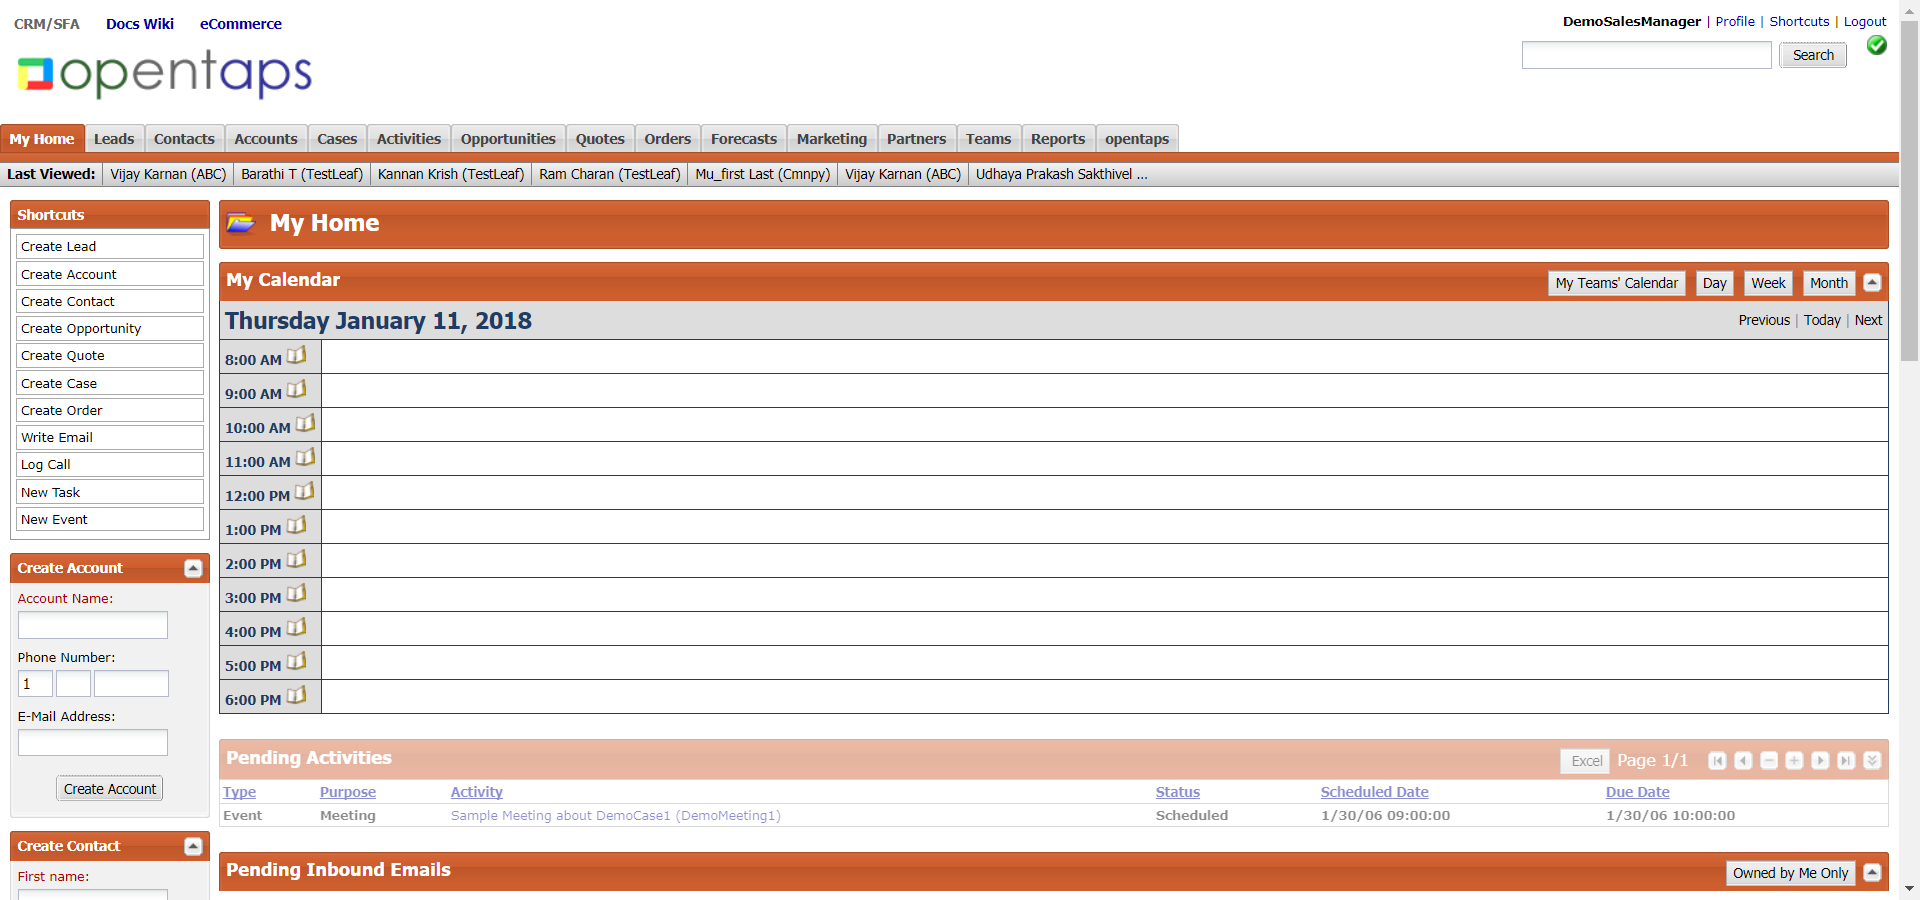 CRM/SFA Docs Wiki eCommerce
DemoSalesManager | Profile | Shortcuts | Logout
Search
opentaps
My Home Leads Contacts Accounts Cases Activities Opportunities Quotes Orders Forecasts Marketing Partners Teams Reports opentaps
Last Viewed: Vijay Karnan (ABC) Barathi T (TestLeaf) Kannan Krish (TestLeaf) Ram Charan (TestLeaf) Mu_first Last (Cmnpy) Vijay Karnan (ABC) Udhaya Prakash Sakthivel ...
Shortcuts
Create Lead
Create Account
Create Contact
Create Opportunity
Create Quote
Create Case
Create Order
Write Email
Log Call
New Task
New Event
Create Account
Account Name:
Phone Number:
1
E-Mail Address:
Create Account
Create Contact
First name:
My Home
My Calendar
My Teams' Calendar Day Week Month
Thursday January 11, 2018
Previous | Today | Next
8:00 AM
9:00 AM
10:00 AM
11:00 AM
12:00 PM
1:00 PM
2:00 PM
3:00 PM
4:00 PM
5:00 PM
6:00 PM
Pending Activities
Excel Page 1/1
Type Purpose Activity Status Scheduled Date Due Date
Event Meeting Sample Meeting about DemoCase1 (DemoMeeting1) Scheduled 1/30/06 09:00:00 1/30/06 10:00:00
Pending Inbound Emails
Owned by Me Only